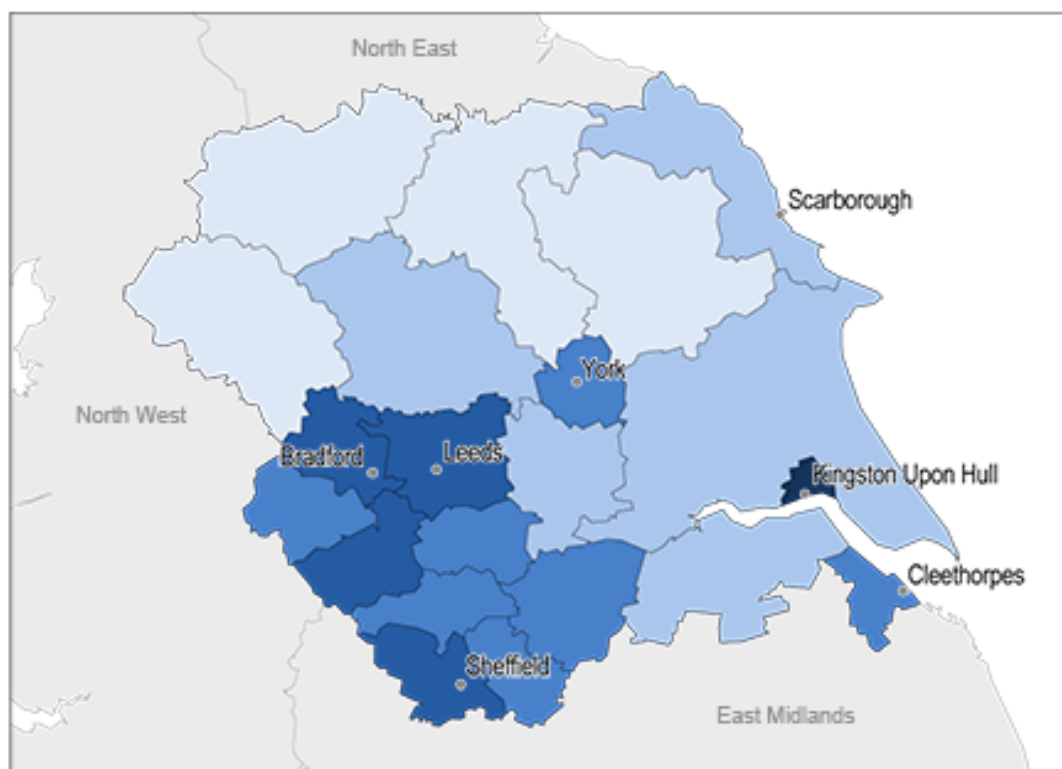 North East
Scarborough
York
North West
Bradford
Leeds
Kingston Upon Hull
Cleethorpes
Sheffield
East Midlands